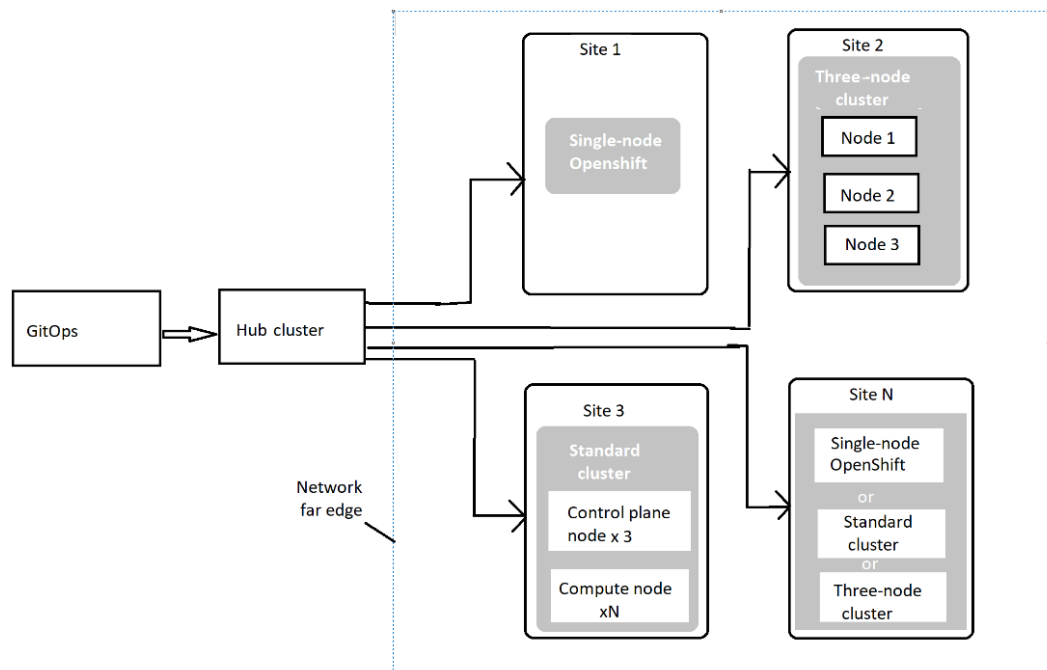 Site 1
Single-node
Openshift
Site 2
Three-node
cluster
Node 1
Node 2
Node 3
GitOps
Hub cluster
Network
far edge
Site 3
Standard
cluster
Control plane
node x 3
Compute node
xN
Site N
Single-node
OpenShift
or
Standard
cluster
or
Three-node
cluster